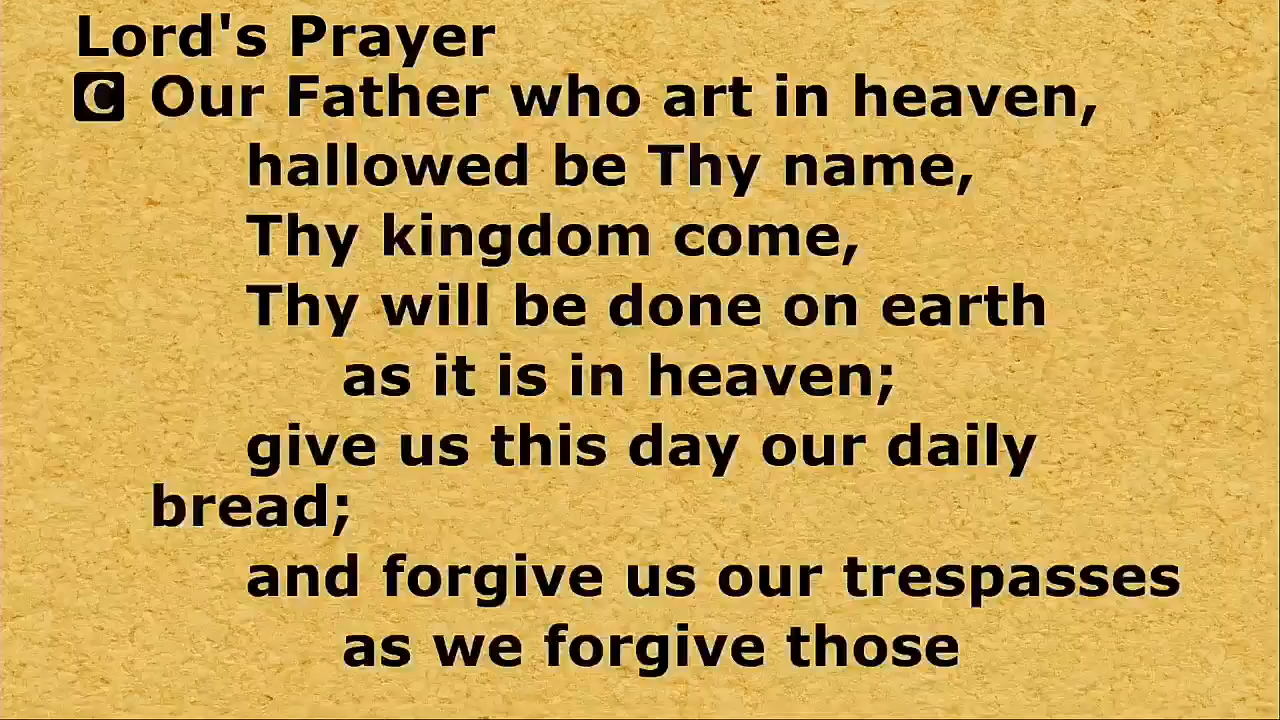 Lord's Prayer
C Our Father who art in heaven,
hallowed be Thy name,
Thy kingdom come,
Thy will be done on earth
as it is in heaven;
give us this day our daily
bread;
and forgive us our trespasses
as we forgive those